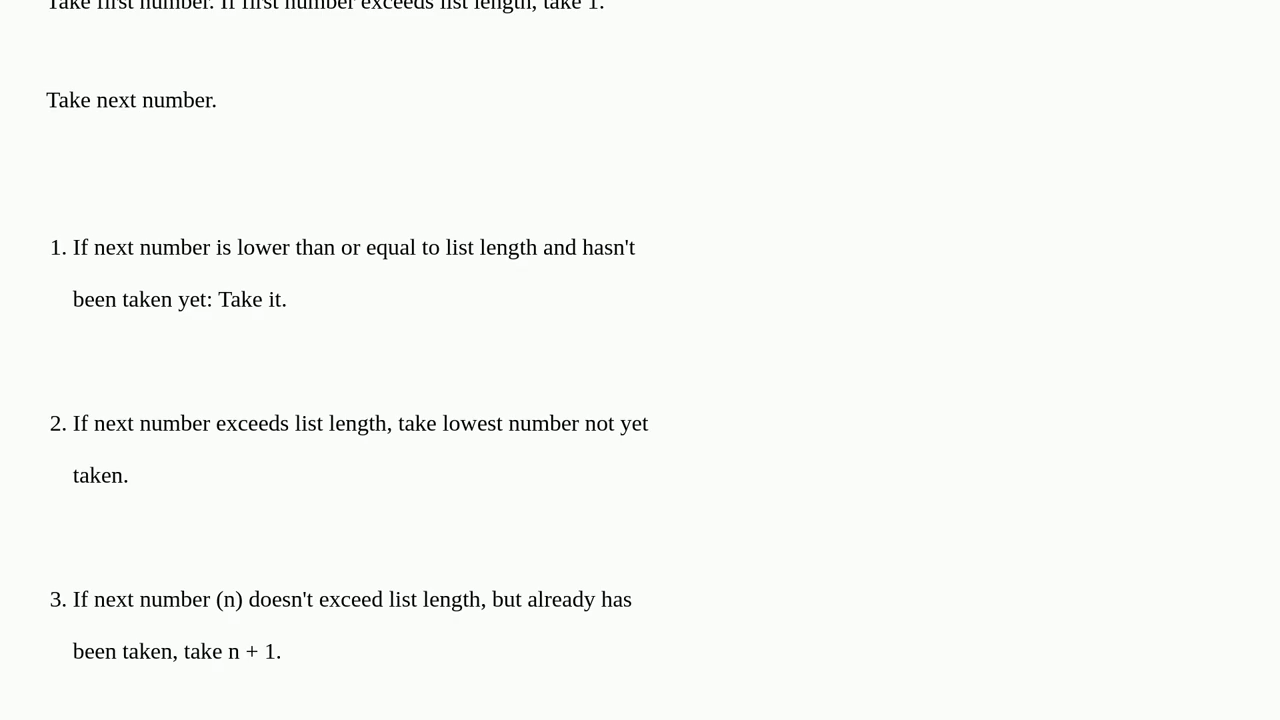 Take first number. If first number exceeds list length, take 1.
Take next number.
1. If next number is lower than or equal to list length and hasn't
been taken yet: Take it.
2. If next number exceeds list length, take lowest number not yet
taken.
3. If next number (n) doesn't exceed list length, but already has
been taken, take n + 1.